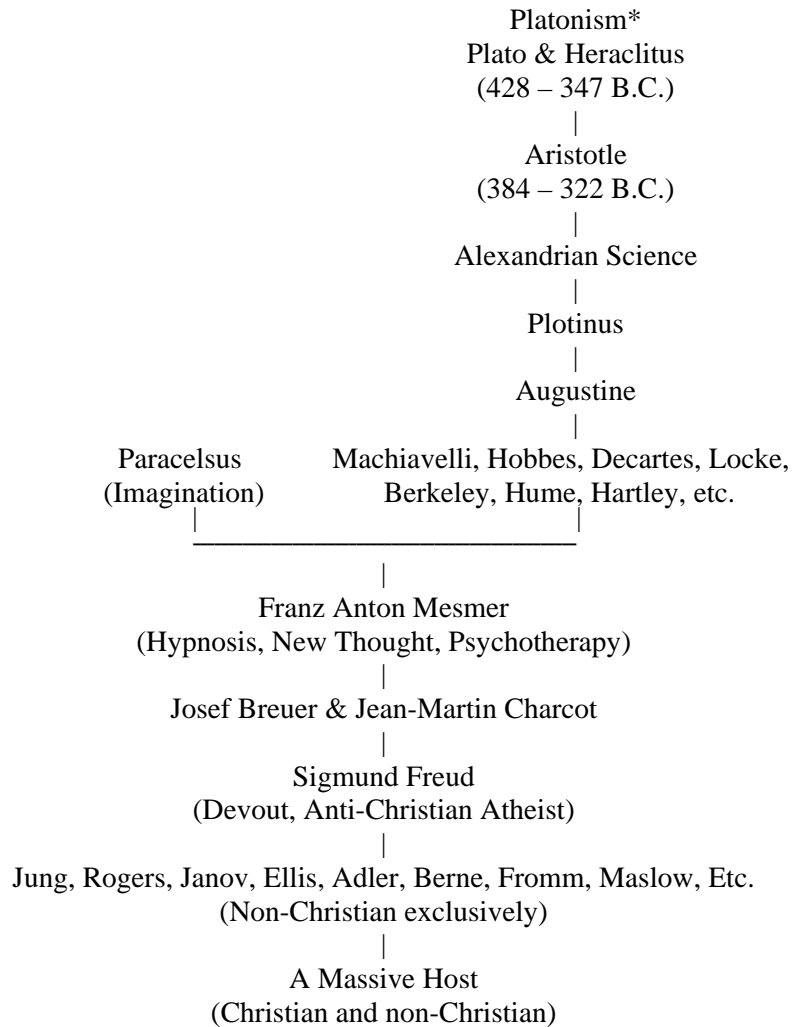 Platonism*
Plato & Heraclitus
(428 – 347 B.C.)
Aristotle
(384 – 322 B.C.)
Alexandrian Science
Plotinus
Augustine
Paracelsus
(Imagination)
Machiavelli, Hobbes, Decartes, Locke,
Berkeley, Hume, Hartley, etc.
Franz Anton Mesmer
(Hypnosis, New Thought, Psychotherapy)
Josef Breuer & Jean-Martin Charcot
Sigmund Freud
(Devout, Anti-Christian Atheist)
Jung, Rogers, Janov, Ellis, Adler, Berne, Fromm, Maslow, Etc.
(Non-Christian exclusively)
A Massive Host
(Christian and non-Christian)